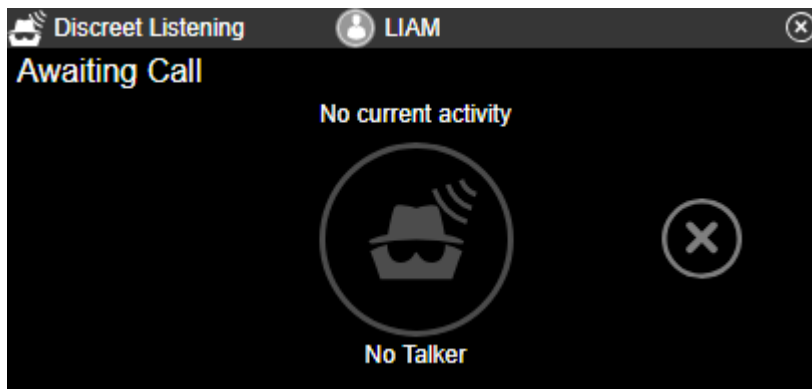 Discreet Listening LIAM
Awaiting Call
No current activity
No Talker